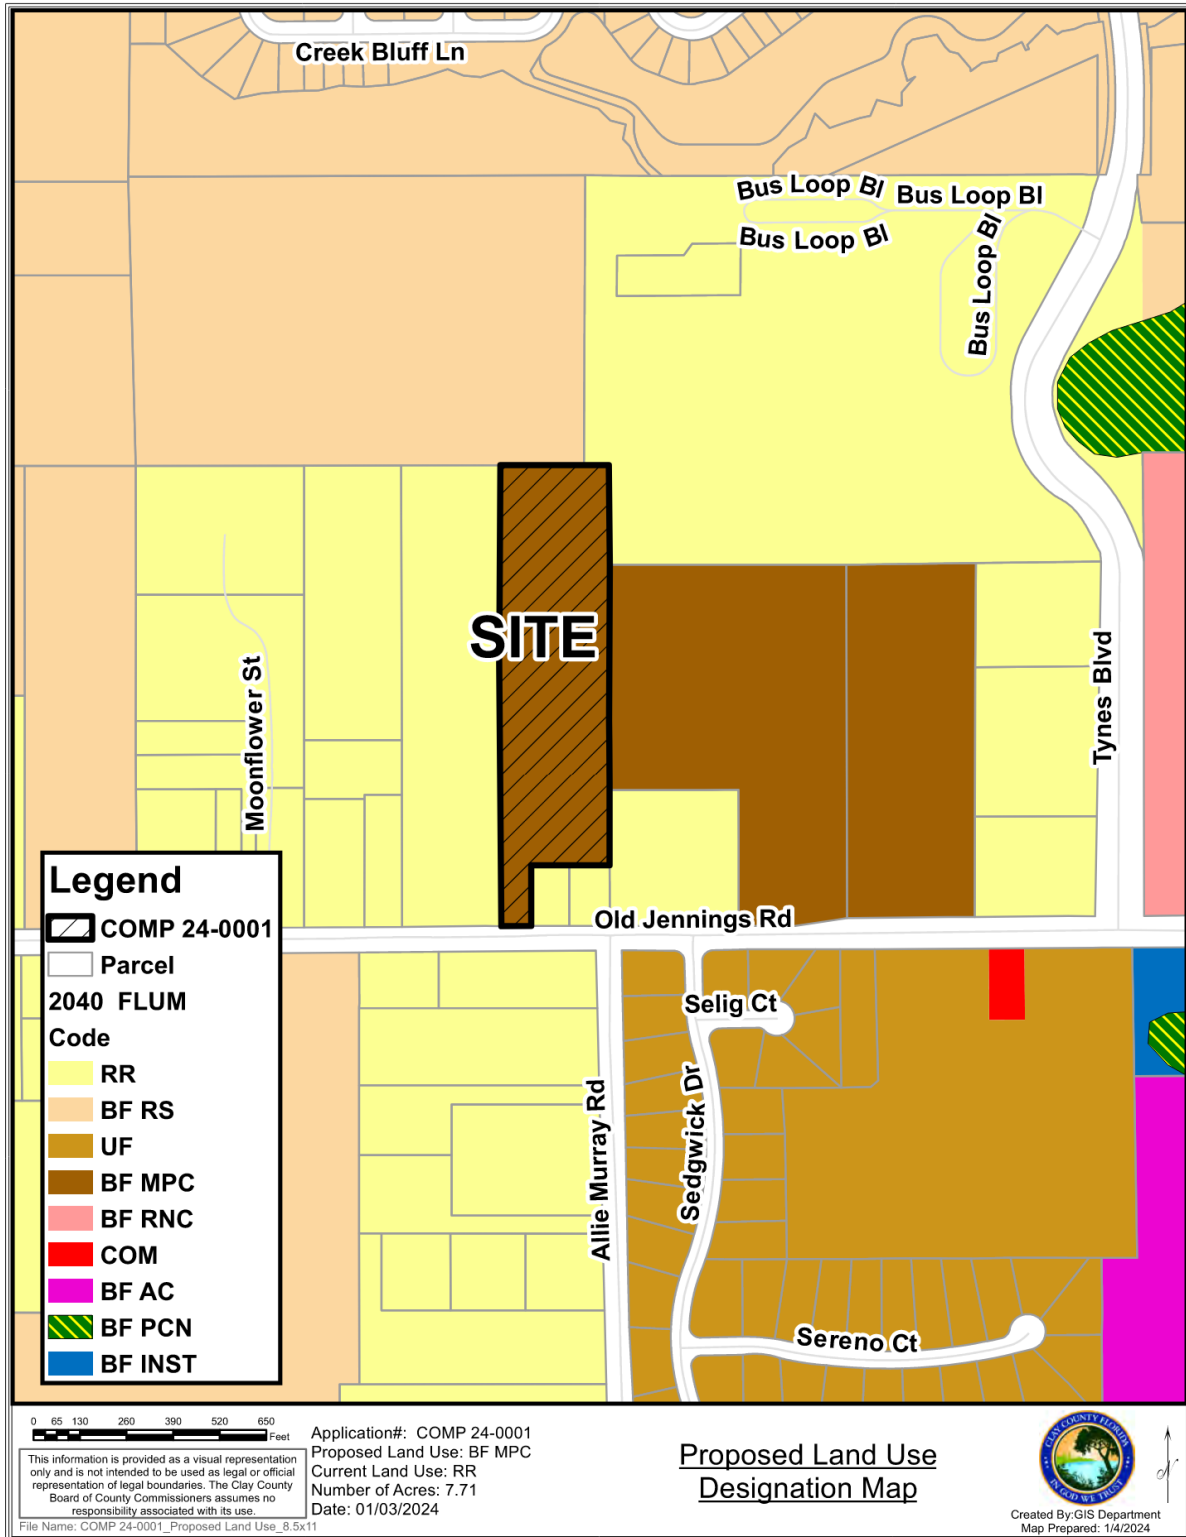 Creek Bluff Ln
Bus Loop Bl
Bus Loop Bl
Bus Loop Bl
Bus Loop Bl
SITE
Moonflower St
Tynes Blvd
Old Jennings Rd
Selig Ct
Sedgwick Dr
Allie Murray Rd
Sereno Ct
Legend
COMP 24-0001
Parcel
2040 FLUM
Code
RR
BF RS
UF
BF MPC
BF RNC
COM
BF AC
BF PCN
BF INST
0 65 130 260 390 520 650
Feet
This information is provided as a visual representation
only and is not intended to be used as legal or official
representation of legal boundaries. The Clay County
Board of County Commissioners assumes no
responsibility associated with its use.
File Name: COMP 24-0001_Proposed Land Use_8.5x11
Application#: COMP 24-0001
Proposed Land Use: BF MPC
Current Land Use: RR
Number of Acres: 7.71
Date: 01/03/2024
Proposed Land Use
Designation Map
CLAY COUNTY FLORIDA
IN GOD WE TRUST
N
Created By:GIS Department
Map Prepared: 1/4/2024